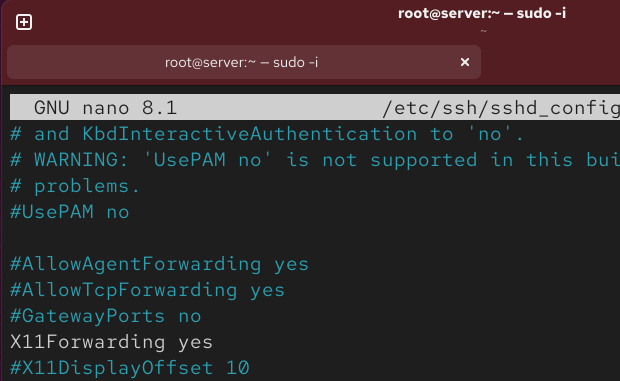 root@server:~ — sudo -i
~
root@server:~ — sudo -i ×
GNU nano 8.1 /etc/ssh/sshd_config
# and KbdInteractiveAuthentication to 'no'.
# WARNING: 'UsePAM no' is not supported in this bui
# problems.
#UsePAM no
#AllowAgentForwarding yes
#AllowTcpForwarding yes
#GatewayPorts no
X11Forwarding yes
#X11DisplayOffset 10